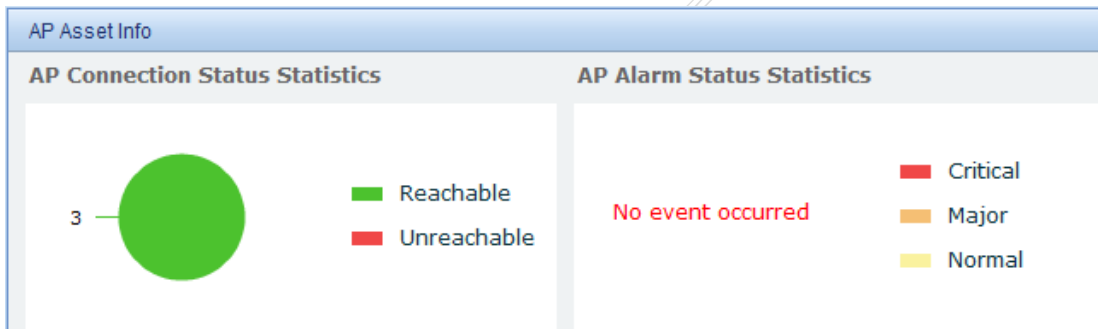 AP Asset Info
AP Connection Status Statistics
3
Reachable
Unreachable
AP Alarm Status Statistics
No event occurred
Critical
Major
Normal